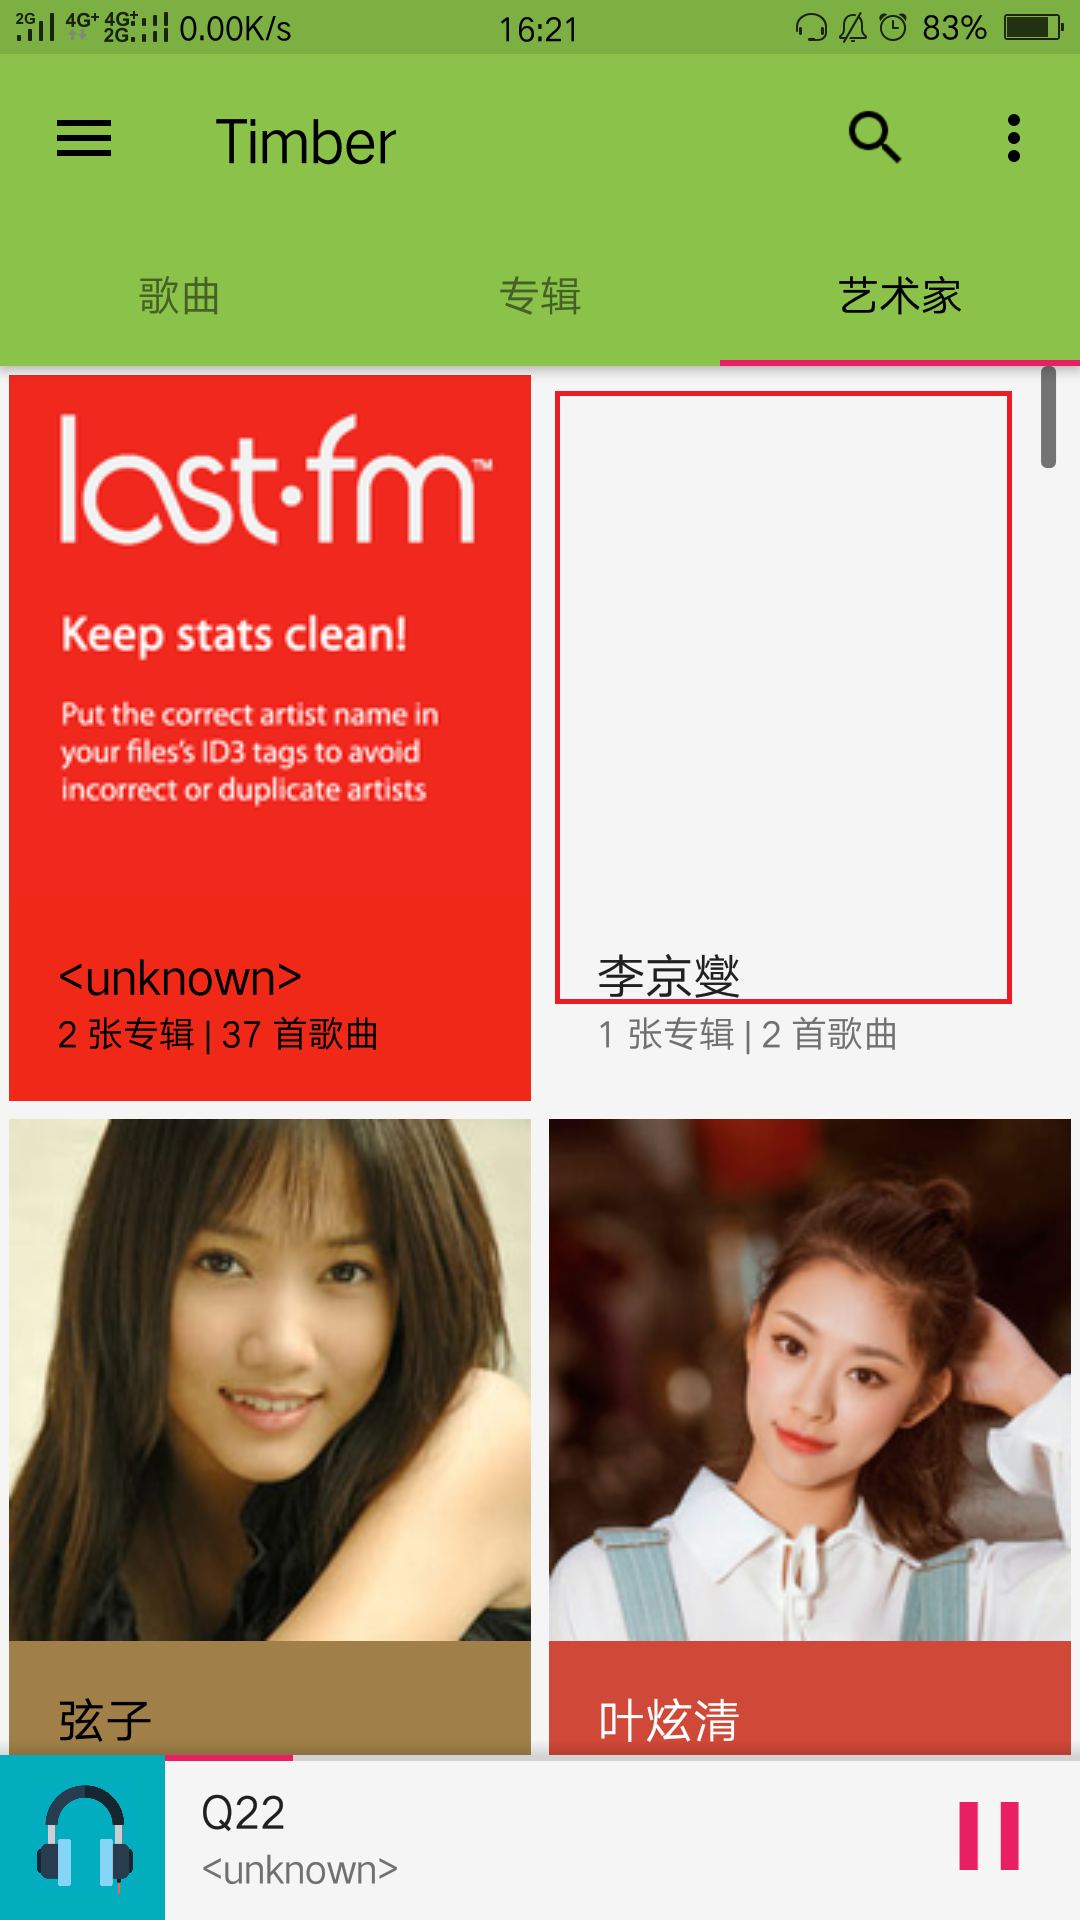 2G 4G+ 4G+ 2G 0.00K/s 16:21 83%
Timber
歌曲 专辑 艺术家
last.fm™
Keep stats clean!
Put the correct artist name in
your files's ID3 tags to avoid
incorrect or duplicate artists
<unknown>
2 张专辑 | 37 首歌曲
李京燮
1 张专辑 | 2 首歌曲
弦子
叶炫清
Q22
<unknown>